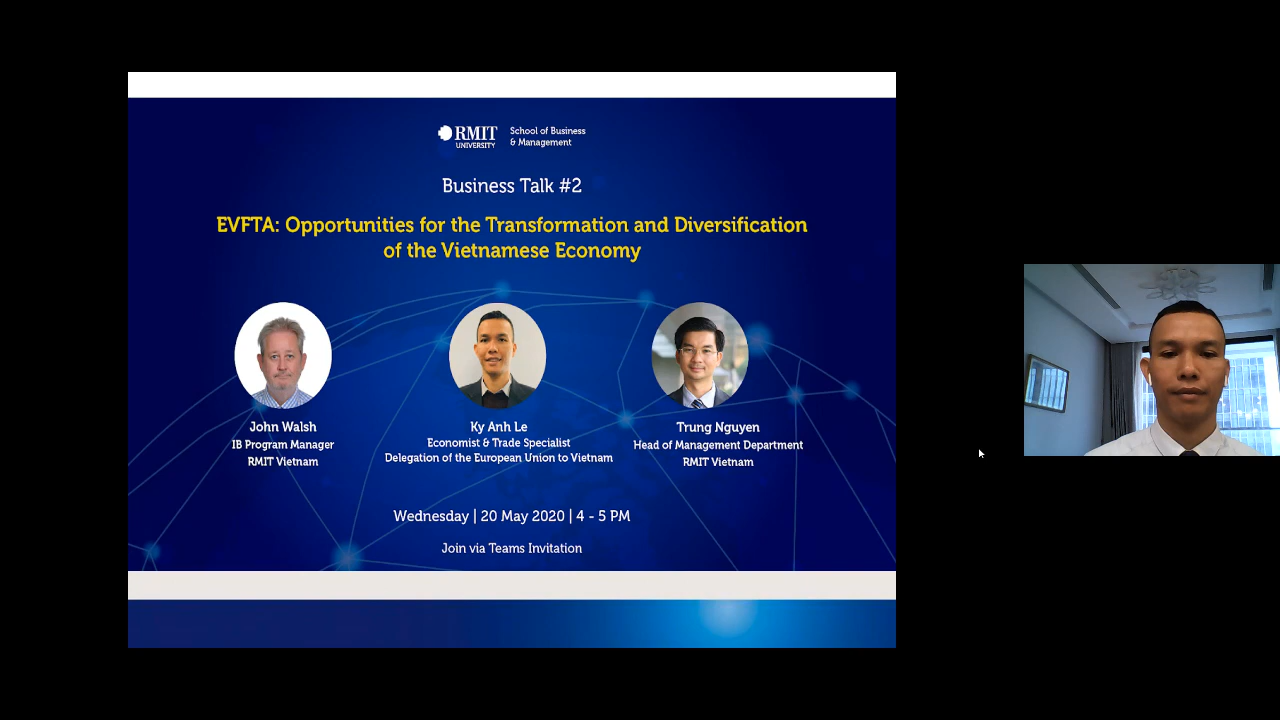 RMIT
UNIVERSITY
School of Business
& Management
Business Talk #2
EVFTA: Opportunities for the Transformation and Diversification
of the Vietnamese Economy
John Walsh
IB Program Manager
RMIT Vietnam
Ky Anh Le
Economist & Trade Specialist
Delegation of the European Union to Vietnam
Trung Nguyen
Head of Management Department
RMIT Vietnam
Wednesday | 20 May 2020 | 4 - 5 PM
Join via Teams Invitation